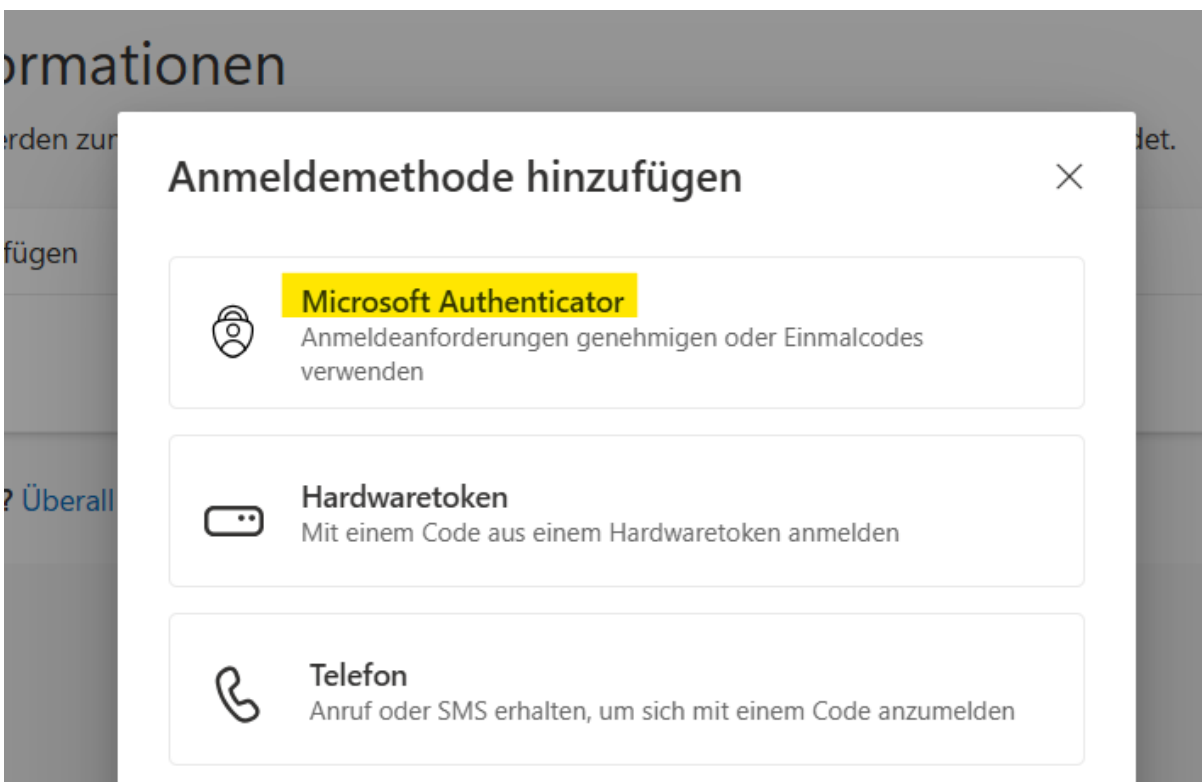 ormationen
erden zur
det.
Anmeldemethode hinzufügen
fügen
Microsoft Authenticator
Anmeldeanforderungen genehmigen oder Einmalcodes
verwenden
? Überall
Hardwaretoken
Mit einem Code aus einem Hardwaretoken anmelden
Telefon
Anruf oder SMS erhalten, um sich mit einem Code anzumelden